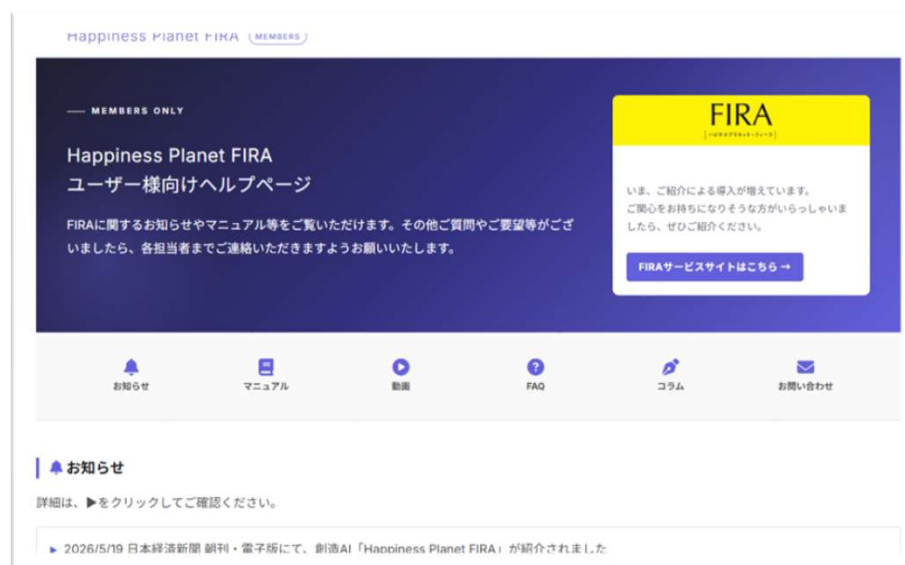 Happiness Planet FIRA MEMBERS
MEMBERS ONLY
Happiness Planet FIRA
ユーザー様向けヘルプページ
FIRAに関するお知らせやマニュアル等をご覧いただけます。その他ご質問やご要望等がござ
いましたら、各担当者までご連絡いただきますようお願いいたします。
FIRA
いま、ご紹介による導入が増えています。
ご関心をお持ちになりそうな方がいらっしゃいま
したら、ぜひご紹介ください。
FIRAサービスサイトはこちら →
お知らせ
マニュアル
動画
FAQ
コラム
お問い合わせ
お知らせ
詳細は、▶をクリックしてご確認ください。
▶ 2026/5/19 日本経済新聞 朝刊・電子版にて、創造AI「Happiness Planet FIRA」が紹介されました